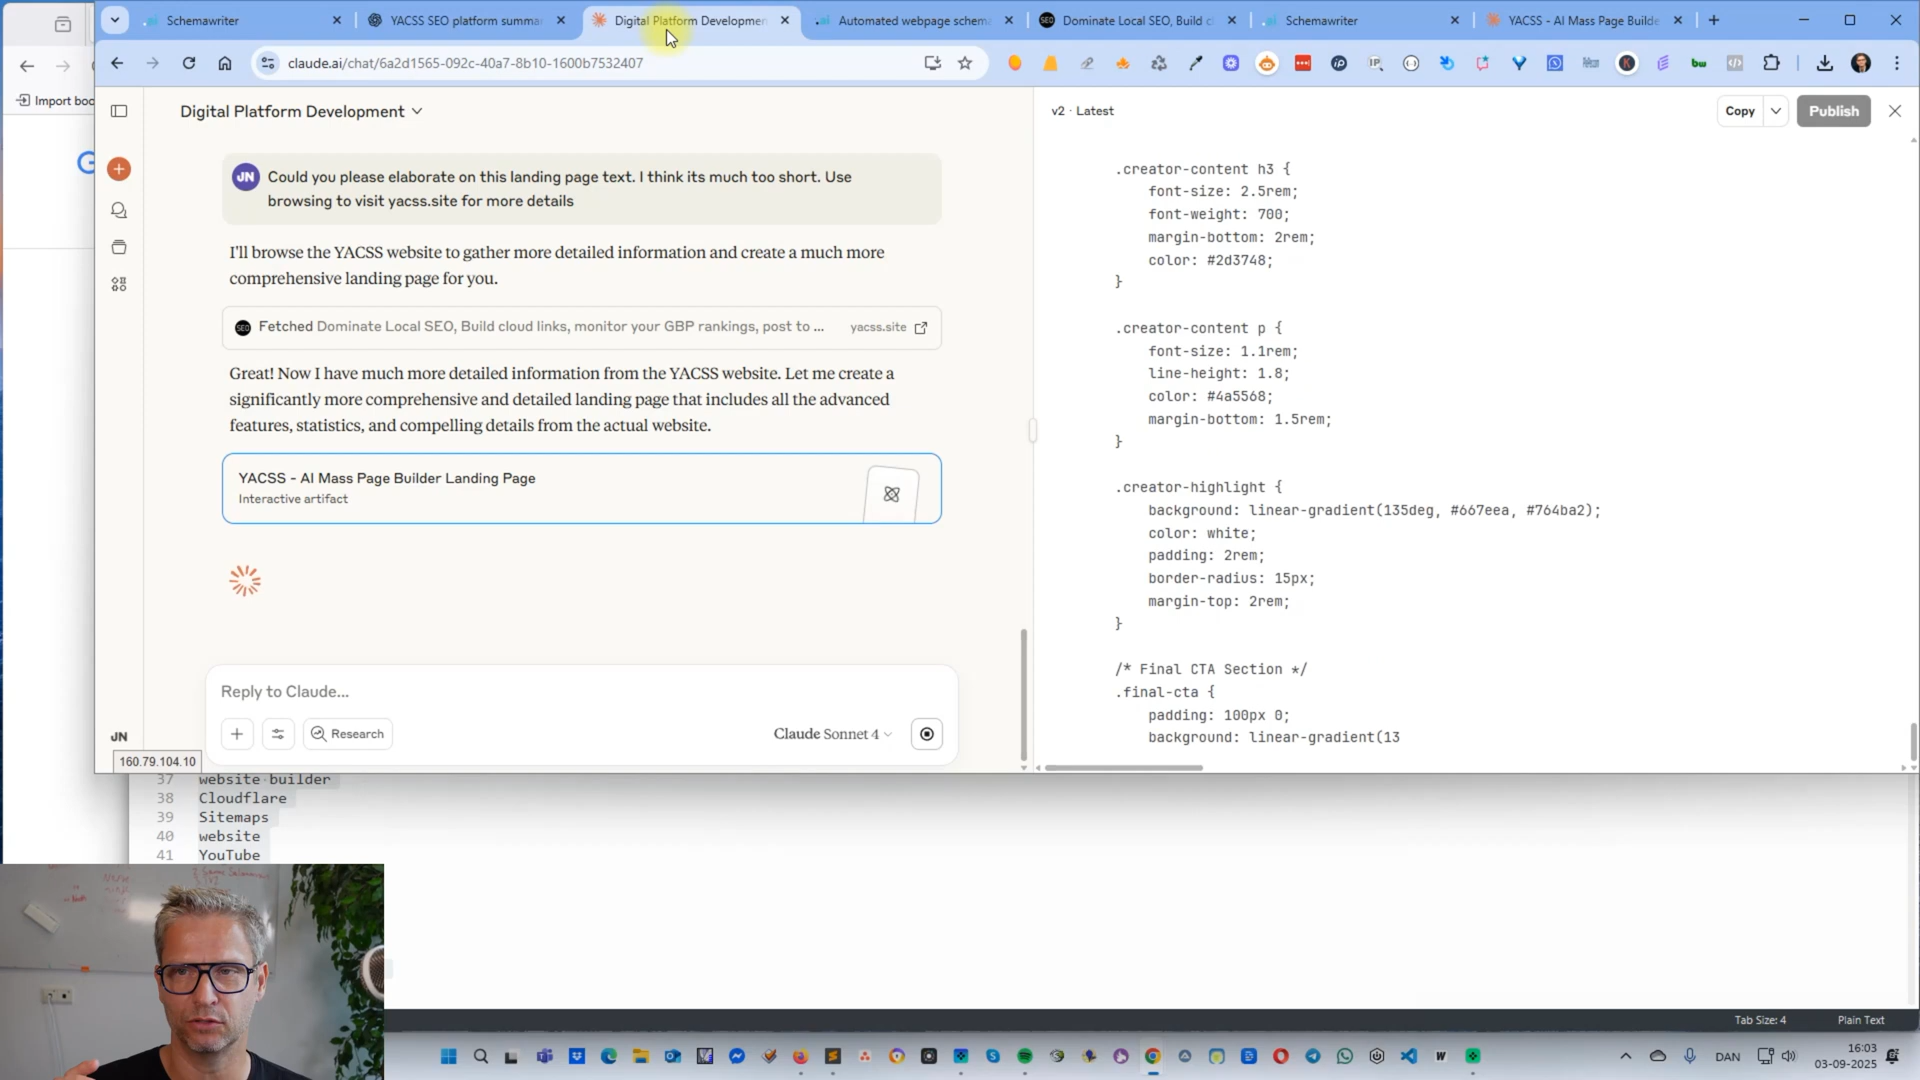 Schemawriter
YACSS SEO platform summa
Digital Platform Developmen
Automated webpage schema
Dominate Local SEO, Build c
Schemawriter
YACSS - AI Mass Page Builde
claude.ai/chat/6a2d1565-092c-40a7-8b10-1600b7532407
Import boo
Digital Platform Development
v2 · Latest
Copy
Publish
JN
Could you please elaborate on this landing page text. I think its much too short. Use
browsing to visit yacss.site for more details
I'll browse the YACSS website to gather more detailed information and create a much more
comprehensive landing page for you.
SEO
Fetched Dominate Local SEO, Build cloud links, monitor your GBP rankings, post to ...
yacss.site
Great! Now I have much more detailed information from the YACSS website. Let me create a
significantly more comprehensive and detailed landing page that includes all the advanced
features, statistics, and compelling details from the actual website.
YACSS - AI Mass Page Builder Landing Page
Interactive artifact
Reply to Claude...
Research
Claude Sonnet 4
JN
160.79.104.10
.creator-content h3 {
font-size: 2.5rem;
font-weight: 700;
margin-bottom: 2rem;
color: #2d3748;
}
.creator-content p {
font-size: 1.1rem;
line-height: 1.8;
color: #4a5568;
margin-bottom: 1.5rem;
}
.creator-highlight {
background: linear-gradient(135deg, #667eea, #764ba2);
color: white;
padding: 2rem;
border-radius: 15px;
margin-top: 2rem;
}
/* Final CTA Section */
.final-cta {
padding: 100px 0;
background: linear-gradient(13
37 website builder
38 Cloudflare
39 Sitemaps
40 website
41 YouTube
Tab Size: 4
Plain Text
DAN
16:03
03-09-2025